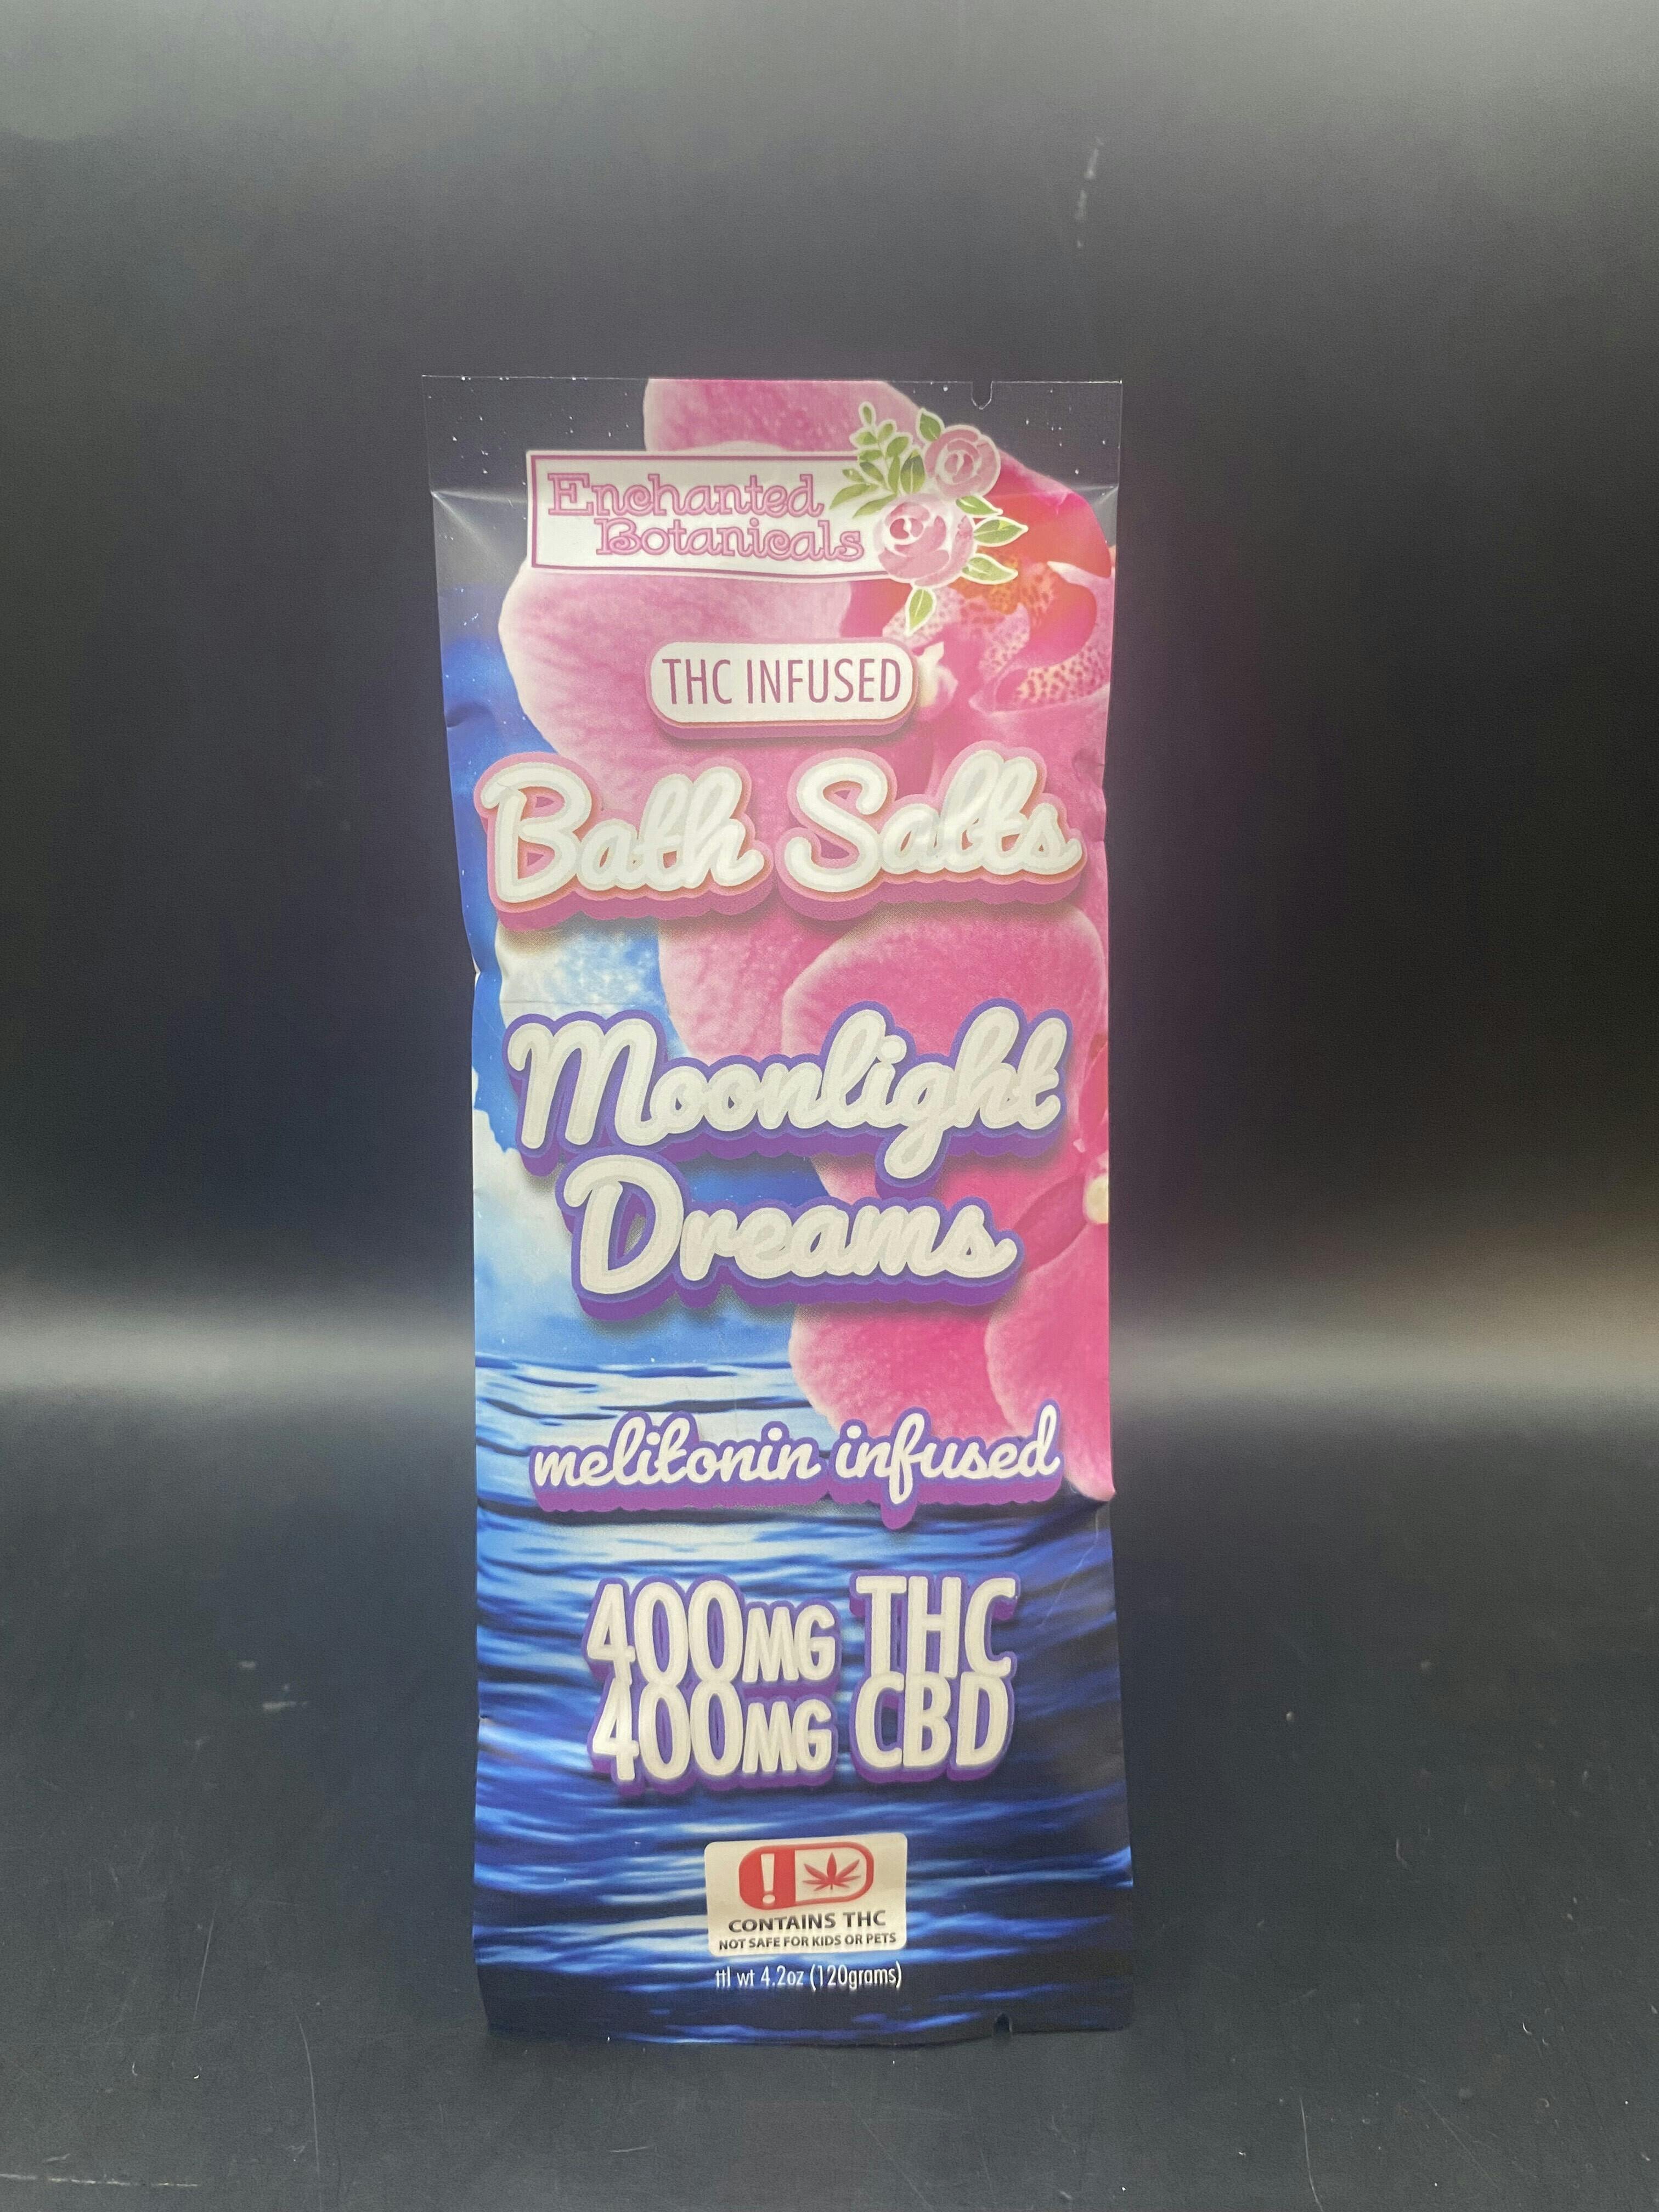 Enchanted
Botanicals
THC INFUSED
Bath Salts
Moonlight
Dreams
melitonin infused
400MG THC
400MG CBD
!
CONTAINS THC
NOT SAFE FOR KIDS OR PETS
ttl wt 4.2oz (120grams)